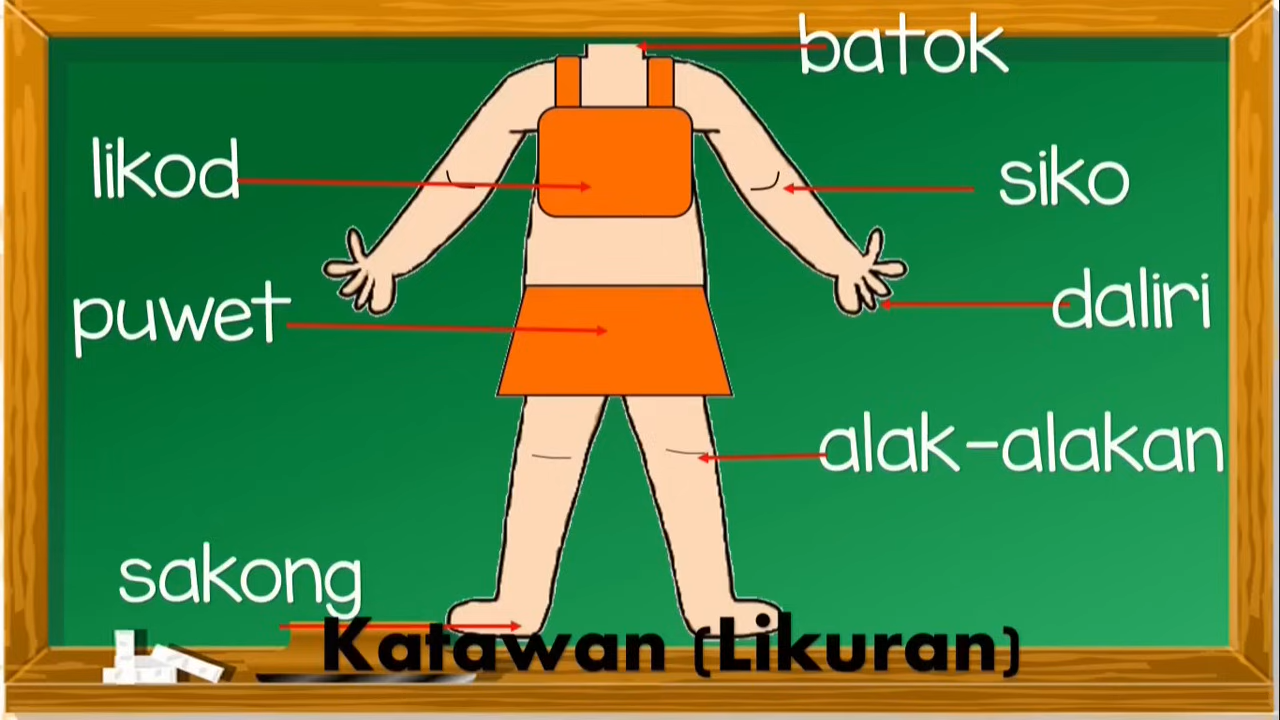 batok
likod
siko
puwet
daliri
alak-alakan
sakong
Katawan (Likuran)